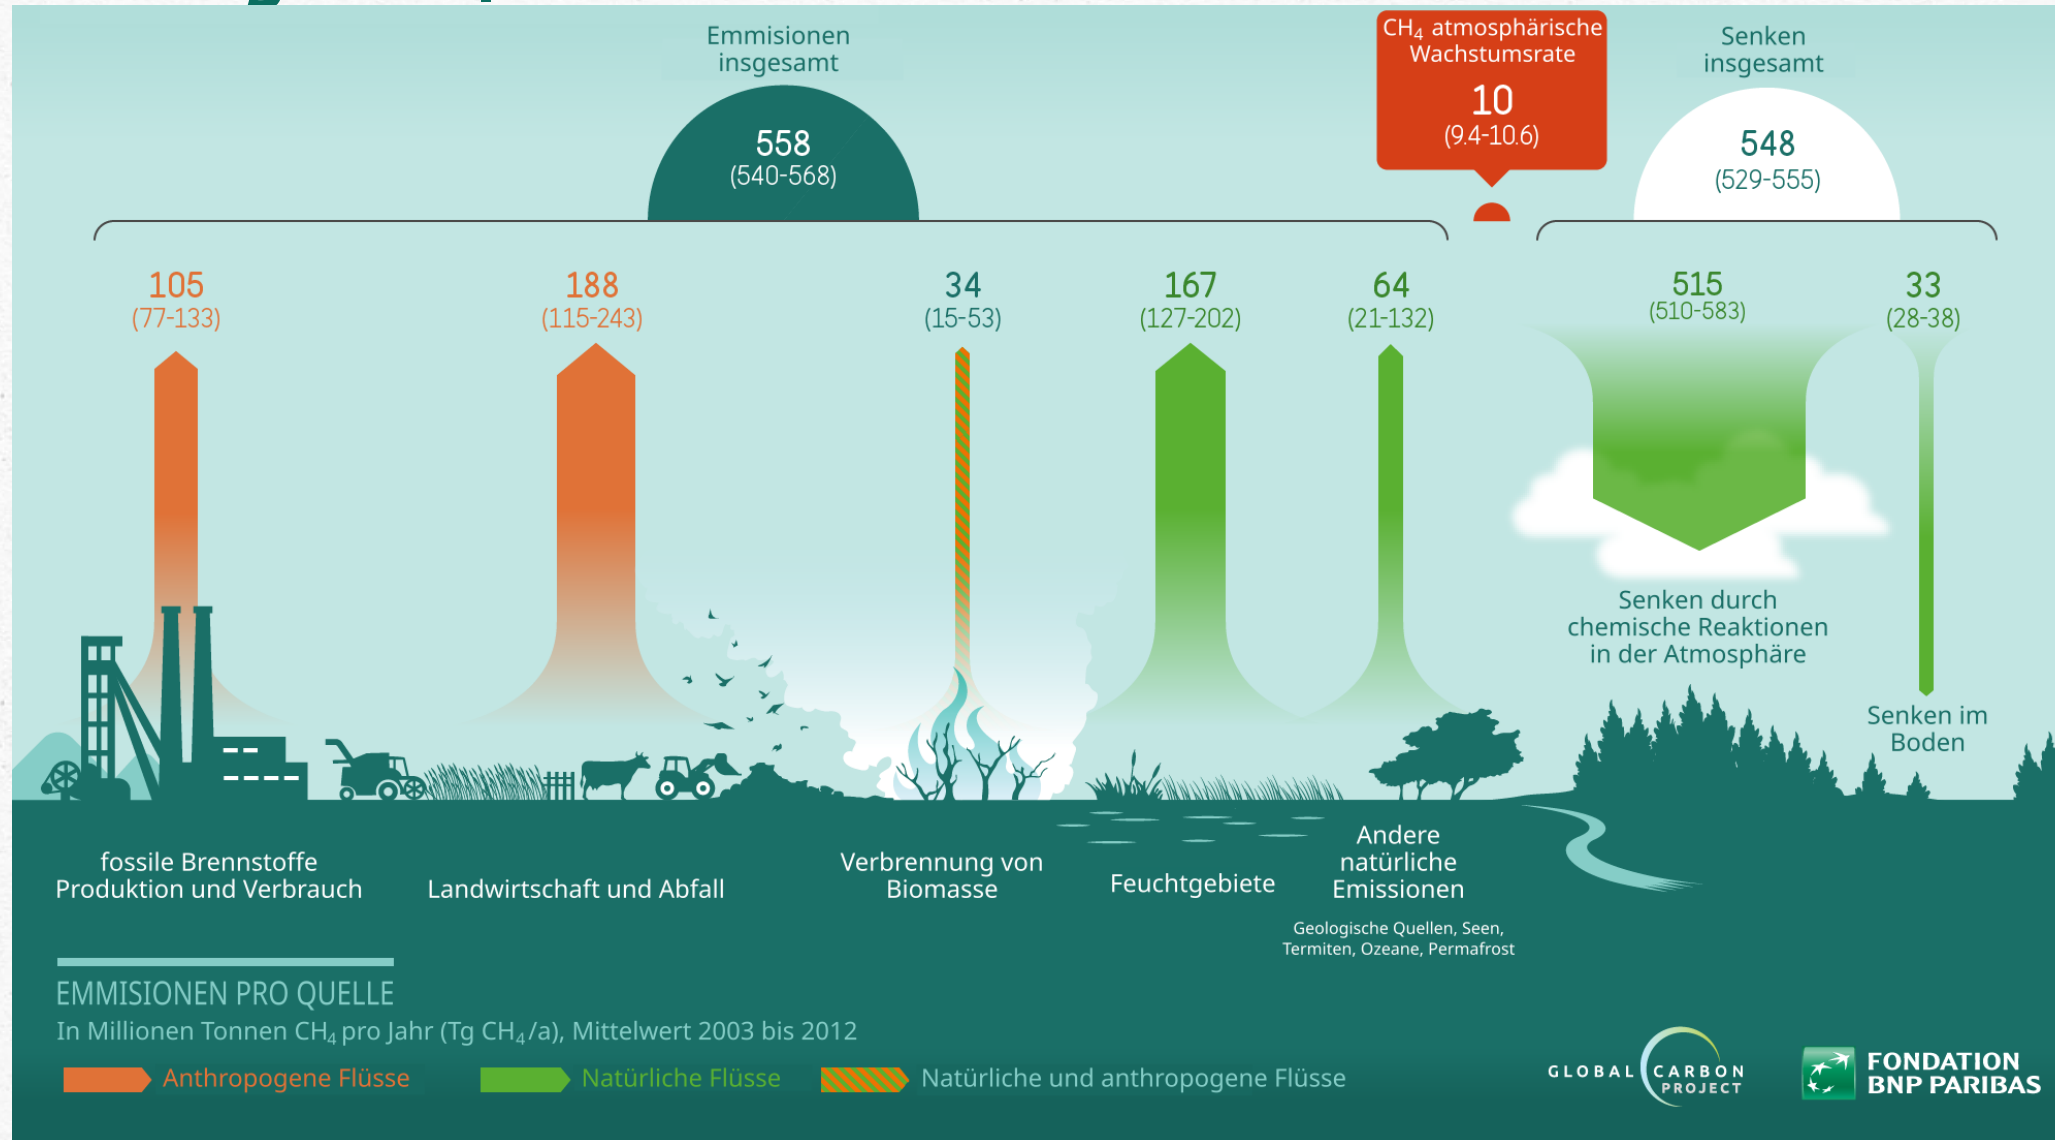 Emmisionen
insgesamt
558
(540-568)
CH₄ atmosphärische
Wachstumsrate
10
(9.4-10.6)
Senken
insgesamt
548
(529-555)
105
(77-133)
188
(115-243)
34
(15-53)
167
(127-202)
64
(21-132)
515
(510-583)
33
(28-38)
Senken durch
chemische Reaktionen
in der Atmosphäre
Senken im
Boden
fossile Brennstoffe
Produktion und Verbrauch
Landwirtschaft und Abfall
Verbrennung von
Biomasse
Feuchtgebiete
Andere
natürliche
Emissionen
Geologische Quellen, Seen,
Termiten, Ozeane, Permafrost
EMMISIONEN PRO QUELLE
In Millionen Tonnen CH₄ pro Jahr (Tg CH₄/a), Mittelwert 2003 bis 2012
Anthropogene Flüsse
Natürliche Flüsse
Natürliche und anthropogene Flüsse
GLOBAL CARBON
PROJECT
FONDATION
BNP PARIBAS